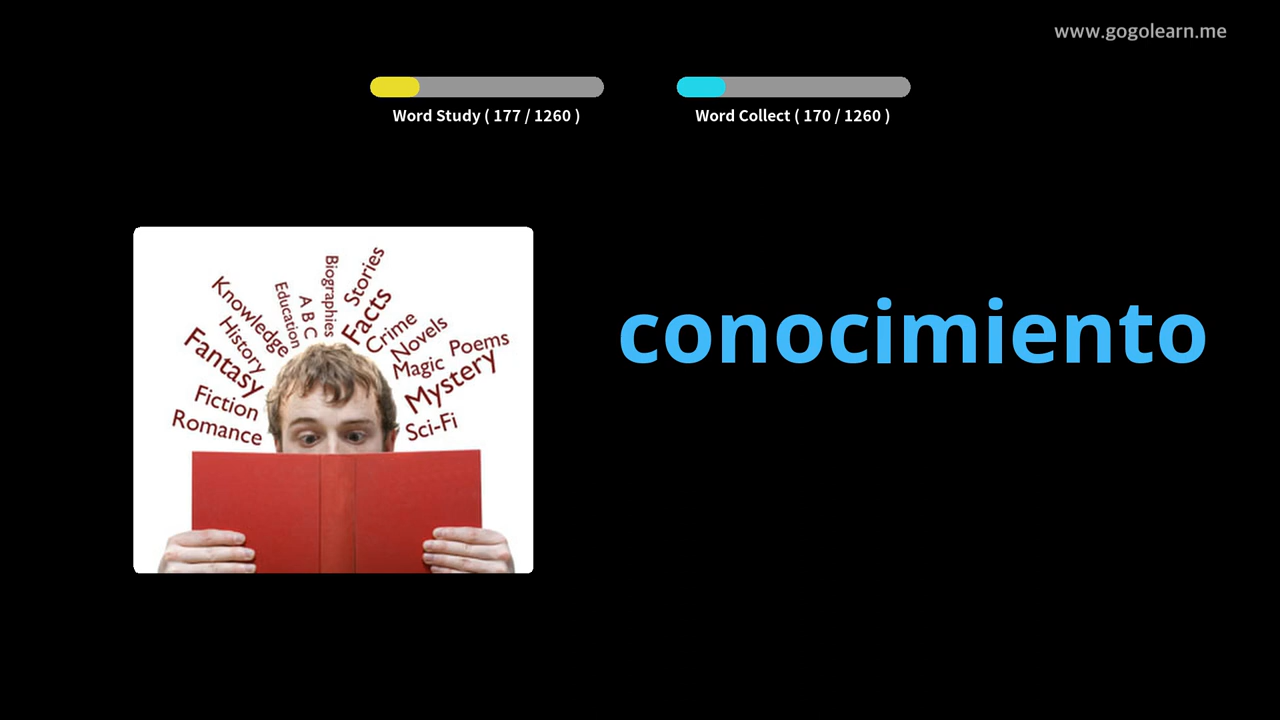 www.gogolearn.me
Word Study ( 177 / 1260 )
Word Collect ( 170 / 1260 )
conocimiento
Stories
Biographies
Facts
A B C
Education
Knowledge
Crime
History
Novels
Poems
Fantasy
Magic
Mystery
Fiction
Romance
Sci-Fi